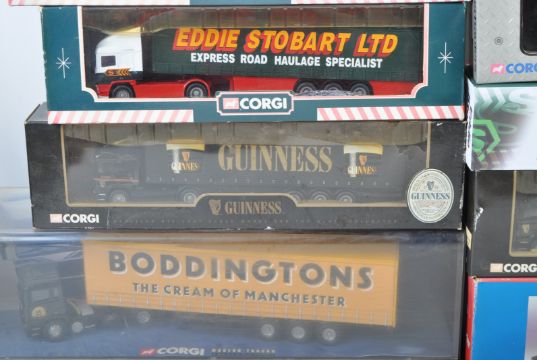 EDDIE STOBART LTD
EXPRESS ROAD HAULAGE SPECIALIST
CORGI
CORGI
GUINNESS
GUINNESS
GUINNESS
GUINNESS
GUINNESS
CORGI
CORGI
BODDINGTONS
THE CREAM OF MANCHESTER
CORGI